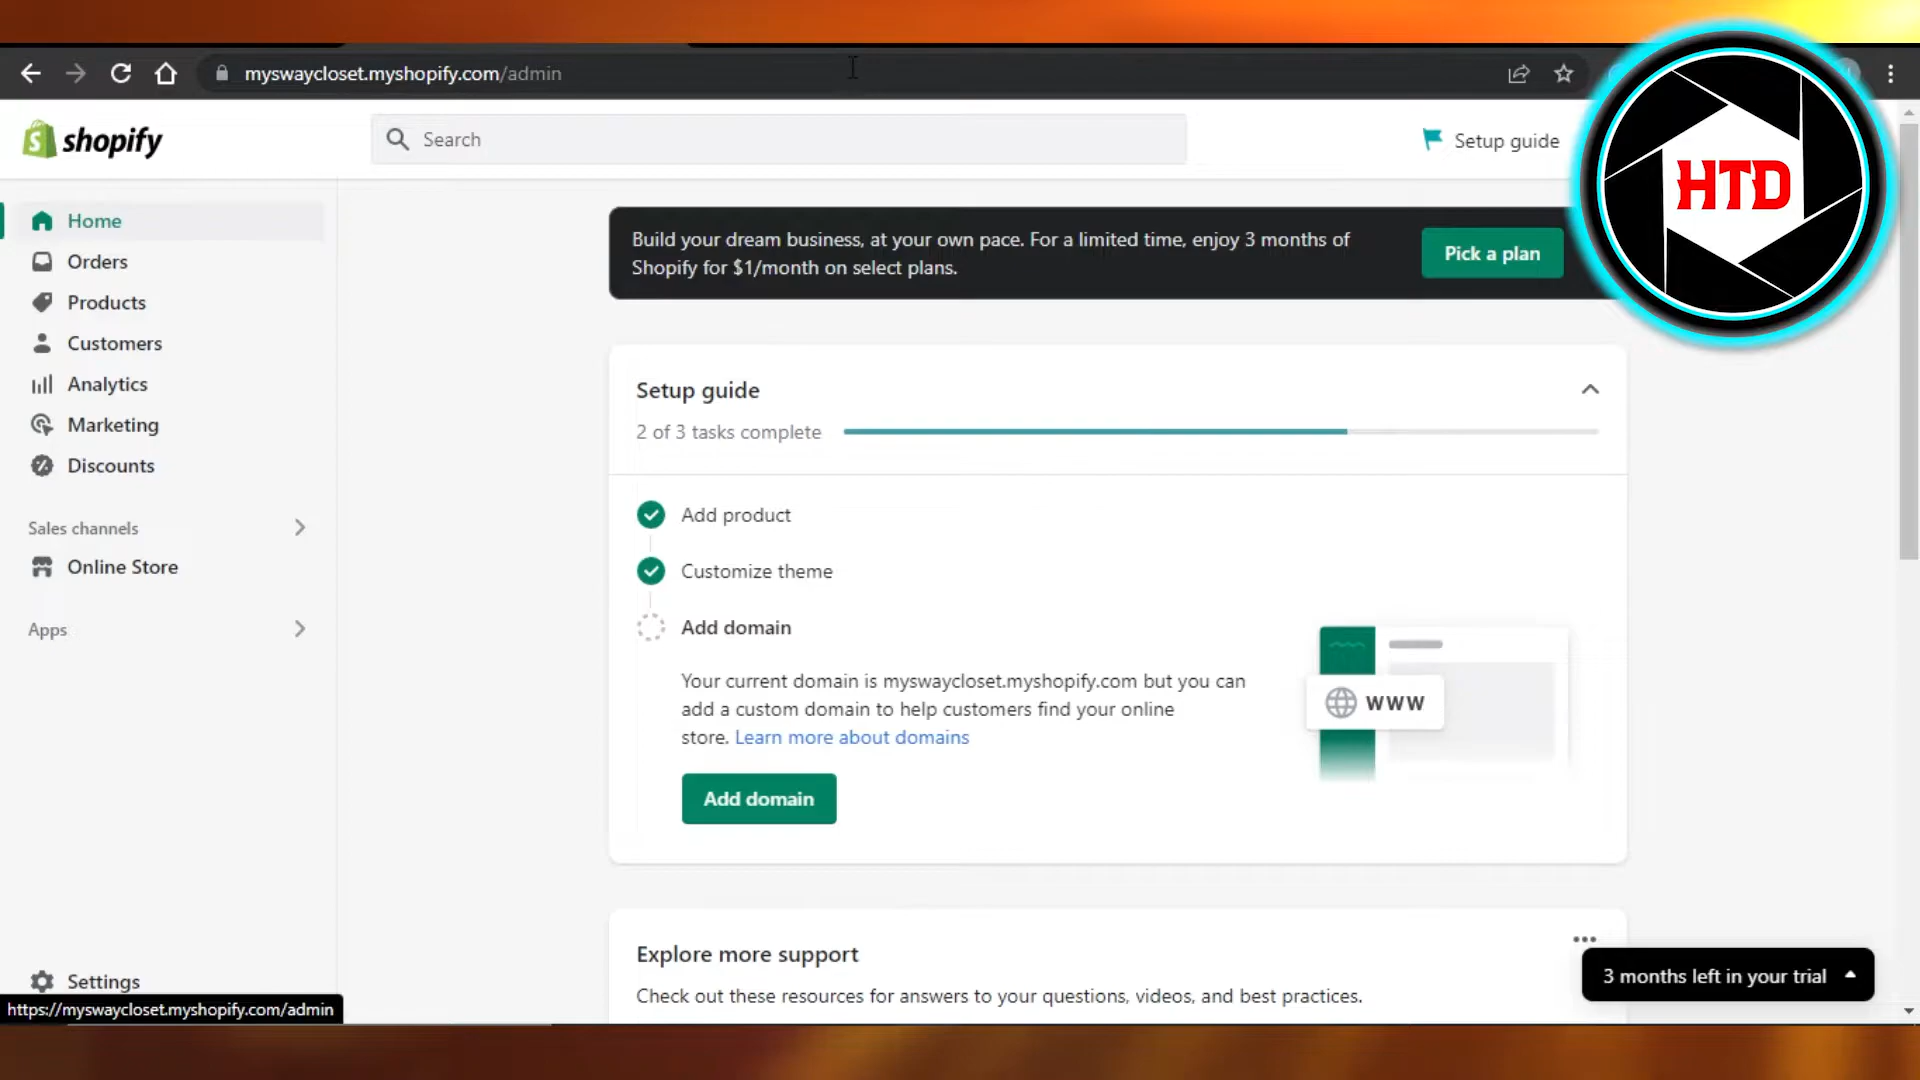 myswaycloset.myshopify.com/admin
shopify
Search
Setup guide
HTD
Home
Orders
Products
Customers
Analytics
Marketing
Discounts
Sales channels
Online Store
Apps
Settings
https://myswaycloset.myshopify.com/admin
Build your dream business, at your own pace. For a limited time, enjoy 3 months of
Shopify for $1/month on select plans.
Pick a plan
Setup guide
2 of 3 tasks complete
Add product
Customize theme
Add domain
Your current domain is myswaycloset.myshopify.com but you can
add a custom domain to help customers find your online
store. Learn more about domains
www
Add domain
Explore more support
Check out these resources for answers to your questions, videos, and best practices.
3 months left in your trial